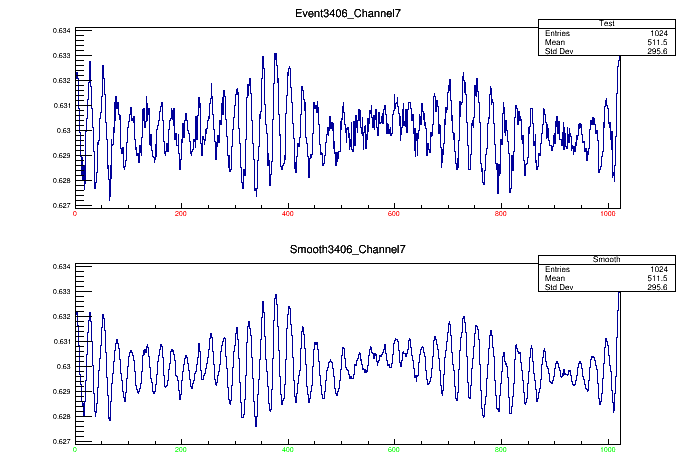 Event3406_Channel7
Test
Entries 1024
Mean 511.5
Std Dev 295.6
0.634
0.633
0.632
0.631
0.63
0.629
0.628
0.627
0 200 400 600 800 1000
Smooth3406_Channel7
Smooth
Entries 1024
Mean 511.5
Std Dev 295.6
0.634
0.633
0.632
0.631
0.63
0.629
0.628
0.627
0 200 400 600 800 1000